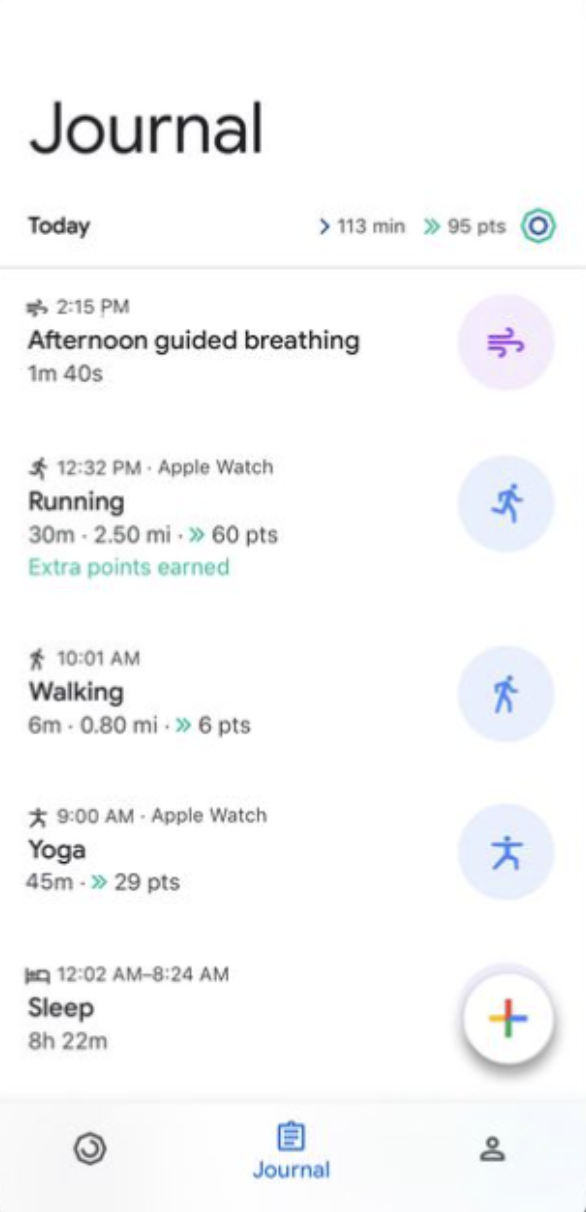 Journal
Today 113 min 95 pts
2:15 PM
Afternoon guided breathing
1m 40s
12:32 PM · Apple Watch
Running
30m · 2.50 mi · 60 pts
Extra points earned
10:01 AM
Walking
6m · 0.80 mi · 6 pts
9:00 AM · Apple Watch
Yoga
45m · 29 pts
12:02 AM–8:24 AM
Sleep
8h 22m
Journal